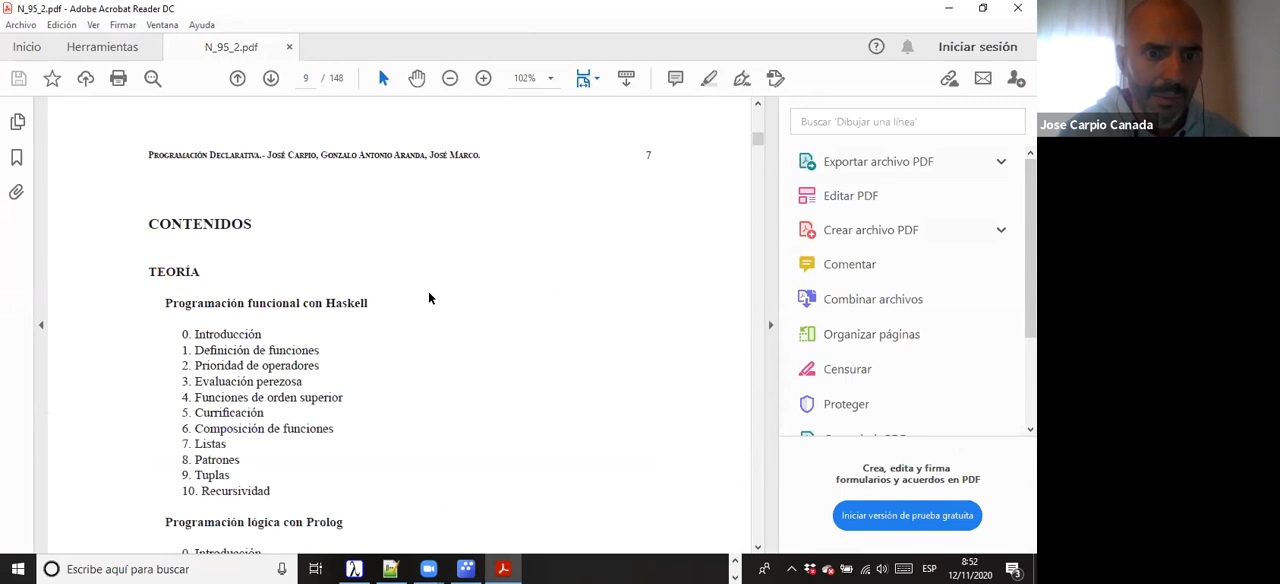 N_95_2.pdf - Adobe Acrobat Reader DC
Archivo Edición Ver Firmar Ventana Ayuda
Inicio Herramientas N_95_2.pdf × Iniciar sesión
9 / 148 102%
PROGRAMACIÓN DECLARATIVA.- JOSÉ CARPIO, GONZALO ANTONIO ARANDA, JOSÉ MARCO. 7
CONTENIDOS
TEORÍA
Programación funcional con Haskell
0. Introducción
1. Definición de funciones
2. Prioridad de operadores
3. Evaluación perezosa
4. Funciones de orden superior
5. Currificación
6. Composición de funciones
7. Listas
8. Patrones
9. Tuplas
10. Recursividad
Programación lógica con Prolog
0. Introducción
Buscar 'Dibujar una línea'
Exportar archivo PDF
Editar PDF
Crear archivo PDF
Comentar
Combinar archivos
Organizar páginas
Censurar
Proteger
Crea, edita y firma
formularios y acuerdos en PDF
Iniciar versión de prueba gratuita
Jose Carpio Canada
Escribe aquí para buscar
ESP
8:52
12/11/2020
3